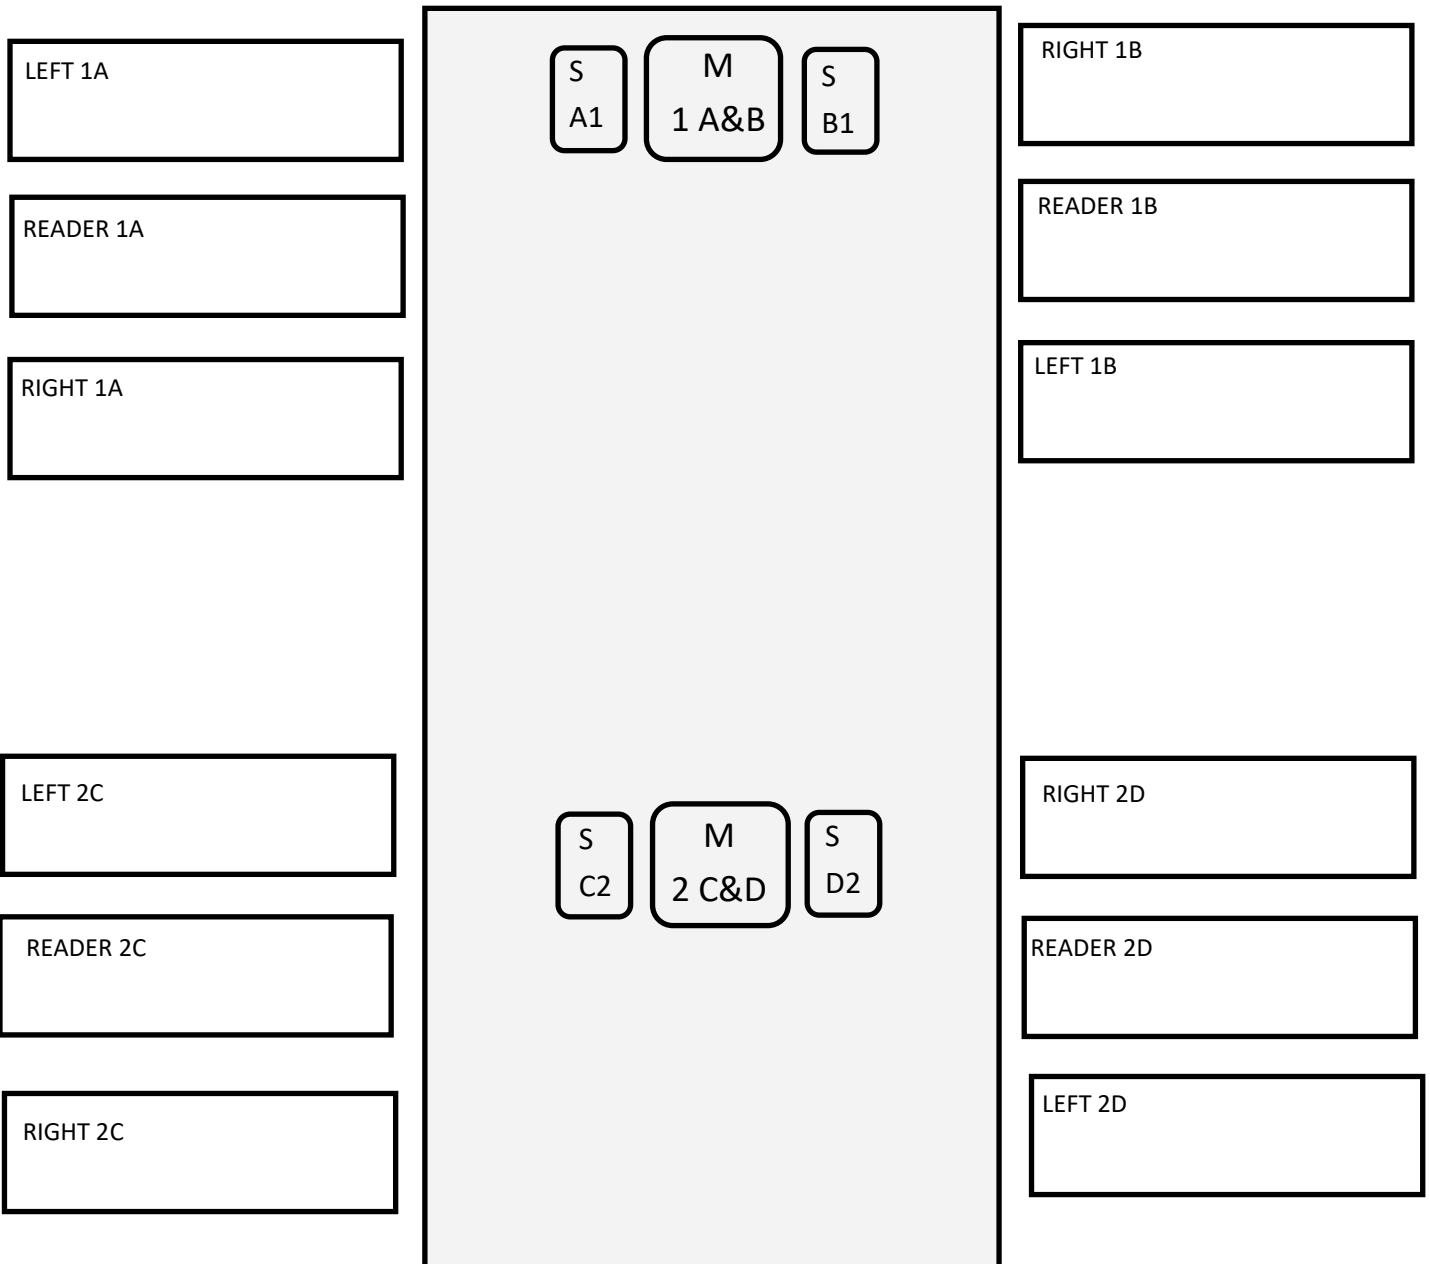 LEFT 1A
READER 1A
RIGHT 1A
S
A1
M
1 A&B
S
B1
RIGHT 1B
READER 1B
LEFT 1B
LEFT 2C
READER 2C
RIGHT 2C
S
C2
M
2 C&D
S
D2
RIGHT 2D
READER 2D
LEFT 2D